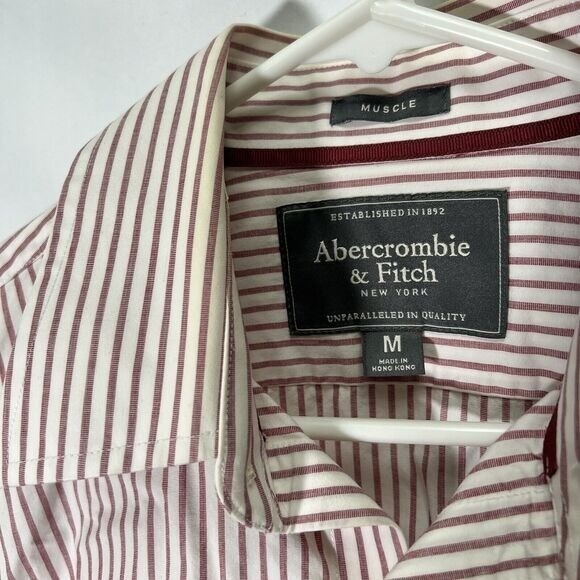 MUSCLE
ESTABLISHED IN 1892
Abercrombie
& Fitch
NEW YORK
UNPARALLELED IN QUALITY
M
MADE IN
HONG KONG